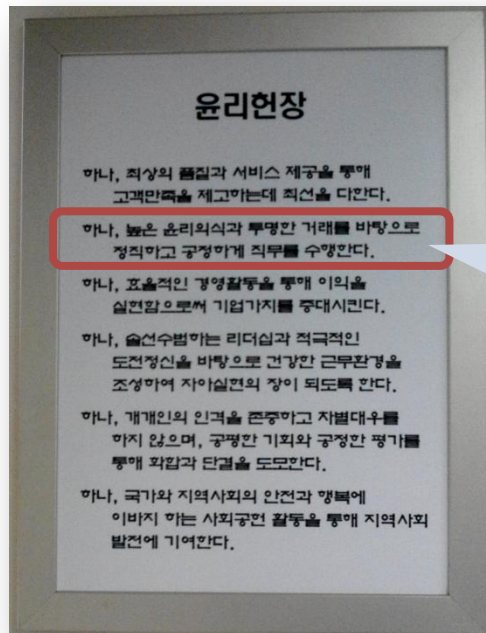 윤리헌장
하나, 최상의 품질과 서비스 제공을 통해
고객만족을 제고하는데 최선을 다한다.
하나, 높은 윤리의식과 투명한 거래를 바탕으로
정직하고 공정하게 직무를 수행한다.
하나, 효율적인 경영활동을 통해 이익을
실현함으로써 기업가치를 증대시킨다.
하나, 솔선수범하는 리더십과 적극적인
도전정신을 바탕으로 건강한 근무환경을
조성하여 자아실현의 장이 되도록 한다.
하나, 개개인의 인격을 존중하고 차별대우를
하지 않으며, 공평한 기회와 공정한 평가를
통해 화합과 단결을 도모한다.
하나, 국가와 지역사회의 안전과 행복에
이바지 하는 사회공헌 활동을 통해 지역사회
발전에 기여한다.